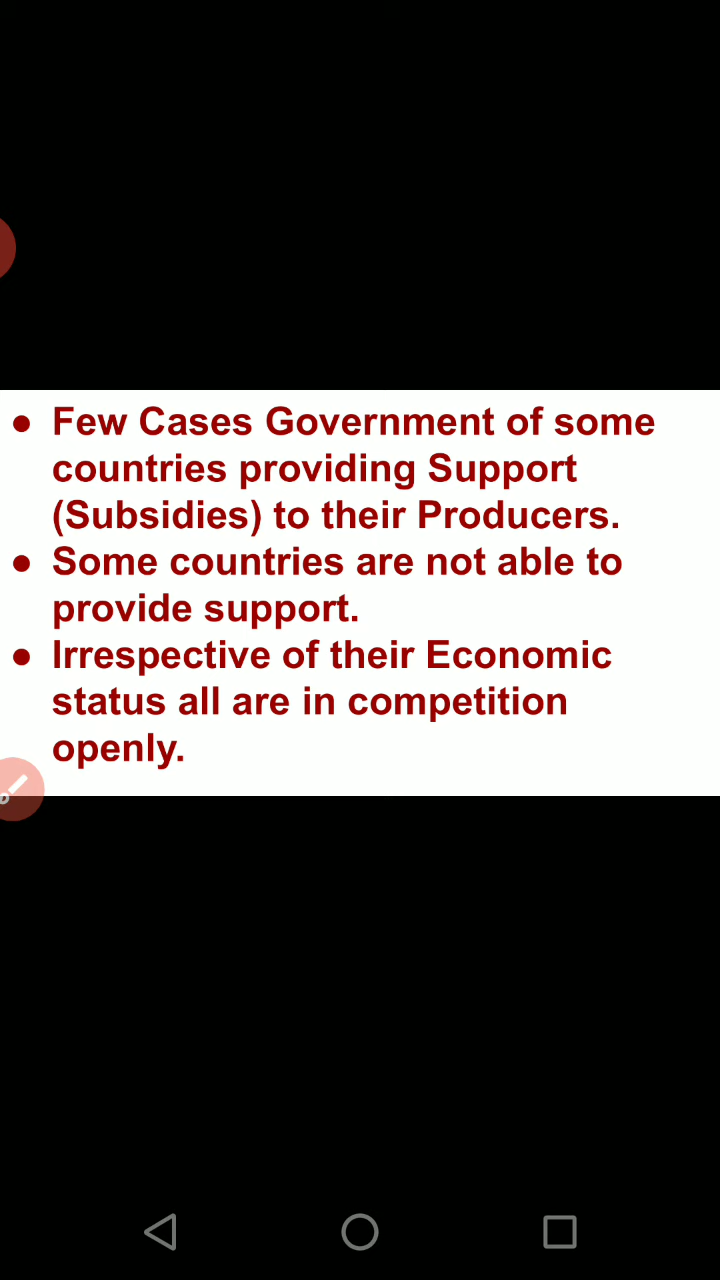 ● Few Cases Government of some
countries providing Support
(Subsidies) to their Producers.
● Some countries are not able to
provide support.
● Irrespective of their Economic
status all are in competition
openly.